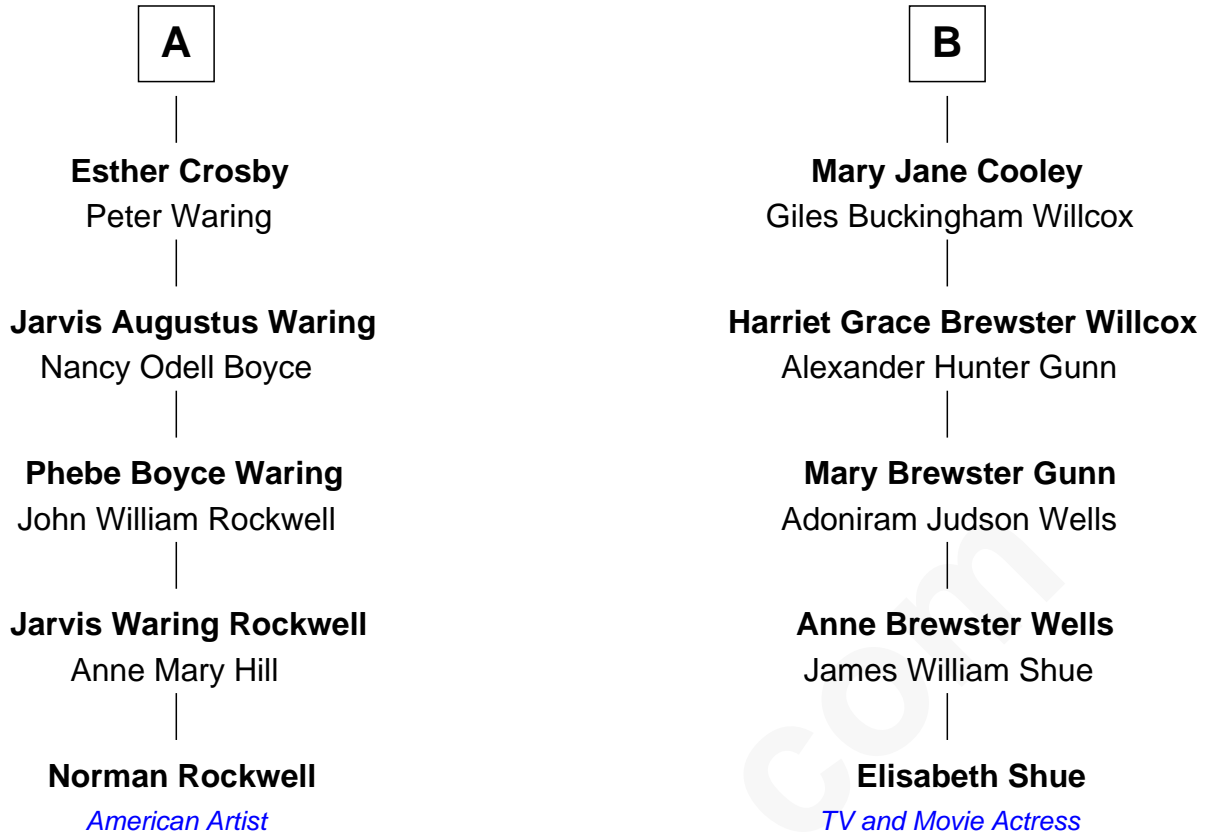 A
Esther Crosby
Peter Waring
Jarvis Augustus Waring
Nancy Odell Boyce
Phebe Boyce Waring
John William Rockwell
Jarvis Waring Rockwell
Anne Mary Hill
Norman Rockwell
American Artist
B
Mary Jane Cooley
Giles Buckingham Willcox
Harriet Grace Brewster Willcox
Alexander Hunter Gunn
Mary Brewster Gunn
Adoniram Judson Wells
Anne Brewster Wells
James William Shue
Elisabeth Shue
TV and Movie Actress
com